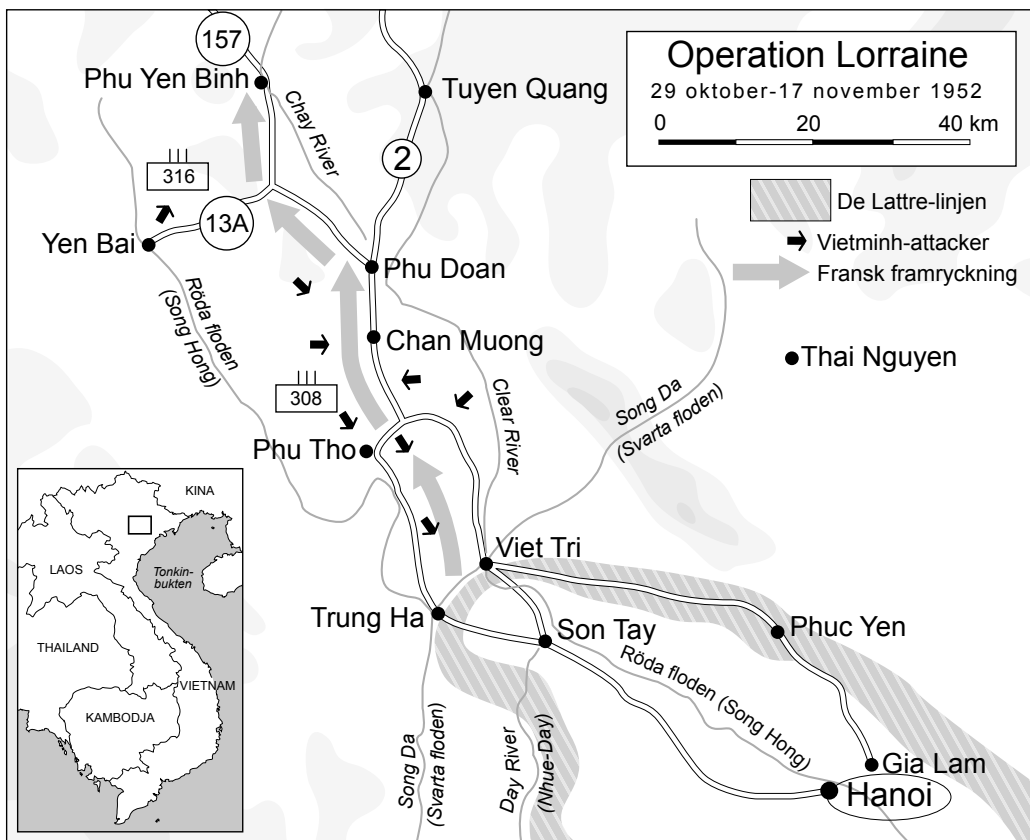 Operation Lorraine
29 oktober-17 november 1952
0 20 40 km
De Lattre-linjen
Vietminh-attacker
Fransk framryckning
157
Phu Yen Binh
Chay River
Tuyen Quang
2
316
13A
Yen Bai
Röda floden
(Song Hong)
Phu Doan
Chan Muong
Thai Nguyen
308
Clear River
Song Da
(Svarta floden)
Phu Tho
Viet Tri
Trung Ha
Son Tay
Phuc Yen
Röda floden (Song Hong)
Song Da
(Svarta floden)
Day River
(Nhue-Day)
Gia Lam
Hanoi
KINA
LAOS
Tonkin-
bukten
THAILAND
VIETNAM
KAMBODJA